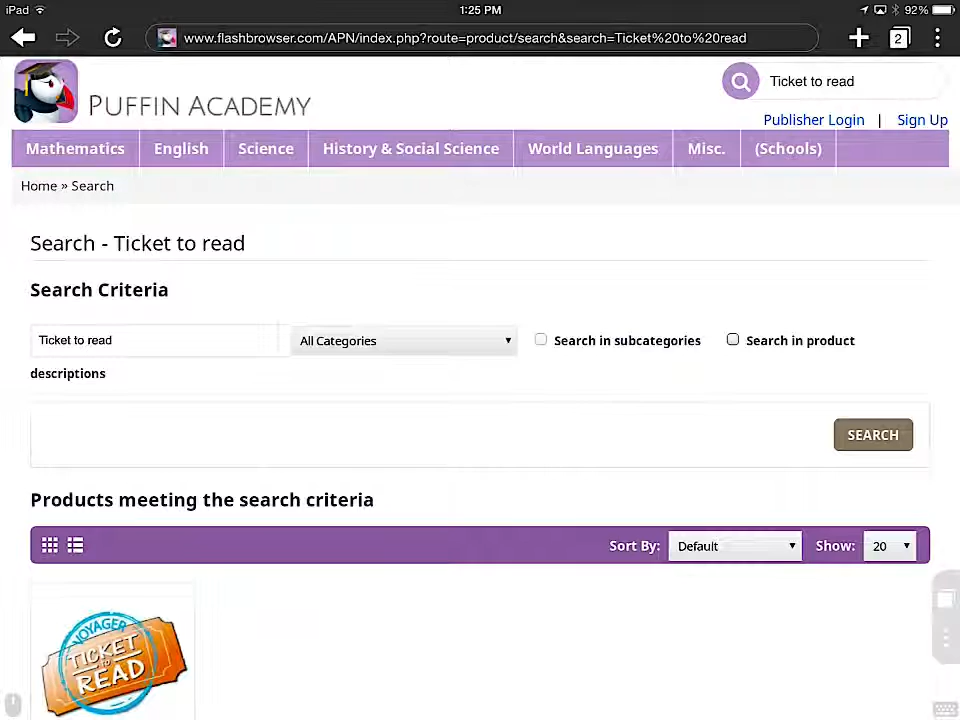 iPad 1:25 PM 92%
www.flashbrowser.com/APN/index.php?route=product/search&search=Ticket%20to%20read 2
PUFFIN ACADEMY Ticket to read
Publisher Login | Sign Up
Mathematics English Science History & Social Science World Languages Misc. (Schools)
Home » Search
Search - Ticket to read
Search Criteria
Ticket to read All Categories Search in subcategories Search in product
descriptions
SEARCH
Products meeting the search criteria
Sort By: Default Show: 20
VOYAGER
TICKET
to
READ